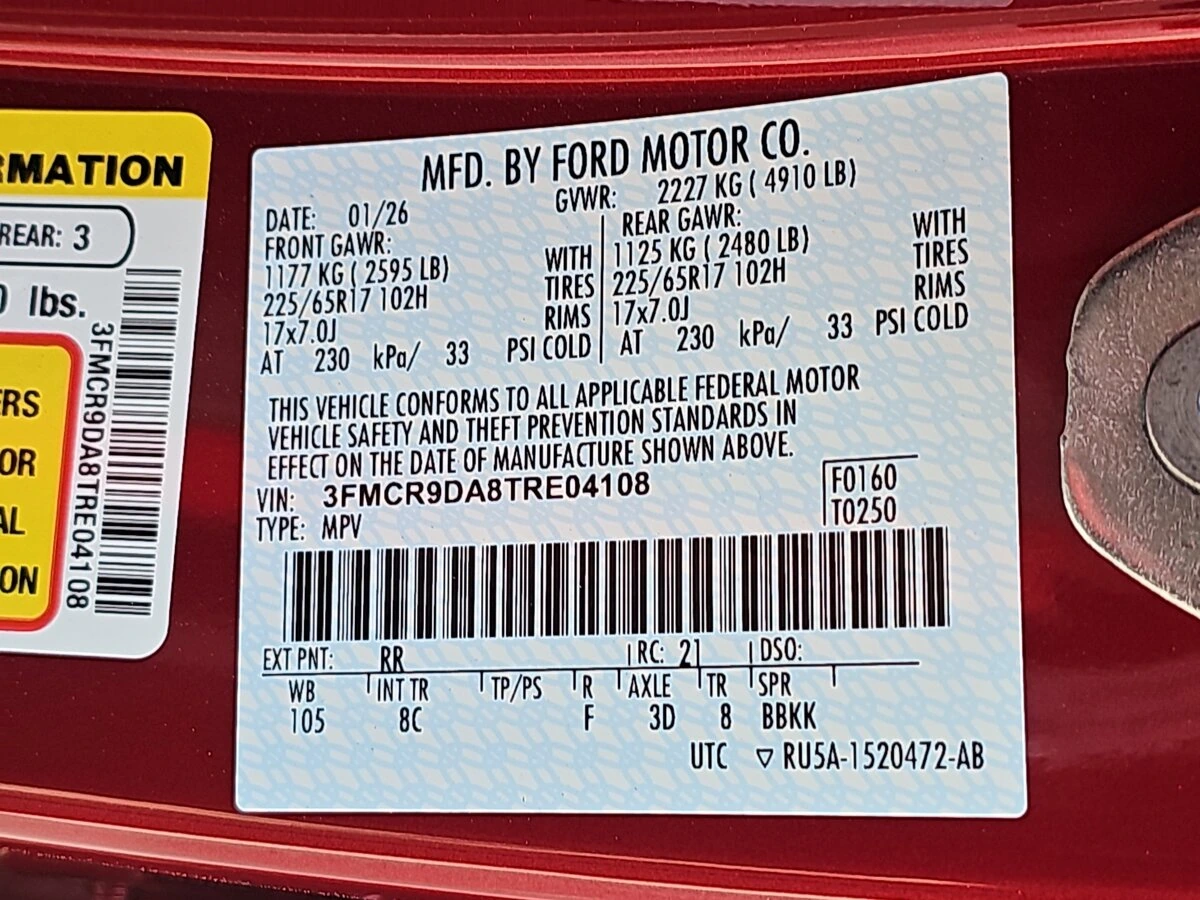 RMATION
REAR: 3
0 lbs.
ERS
OR
AL
ON
3FMCR9DA8TRE04108
MFD. BY FORD MOTOR CO.
DATE: 01/26 GVWR: 2227 KG ( 4910 LB)
FRONT GAWR: REAR GAWR:
1177 KG ( 2595 LB) WITH 1125 KG ( 2480 LB) WITH
225/65R17 102H TIRES 225/65R17 102H TIRES
17x7.0J RIMS 17x7.0J RIMS
AT 230 kPa/ 33 PSI COLD AT 230 kPa/ 33 PSI COLD
THIS VEHICLE CONFORMS TO ALL APPLICABLE FEDERAL MOTOR
VEHICLE SAFETY AND THEFT PREVENTION STANDARDS IN
EFFECT ON THE DATE OF MANUFACTURE SHOWN ABOVE.
VIN: 3FMCR9DA8TRE04108 F0160
TYPE: MPV T0250
EXT PNT: RR RC: 21 DSO:
WB INT TR TP/PS R AXLE TR SPR
105 8C F 3D 8 BBKK
UTC ▽ RU5A-1520472-AB